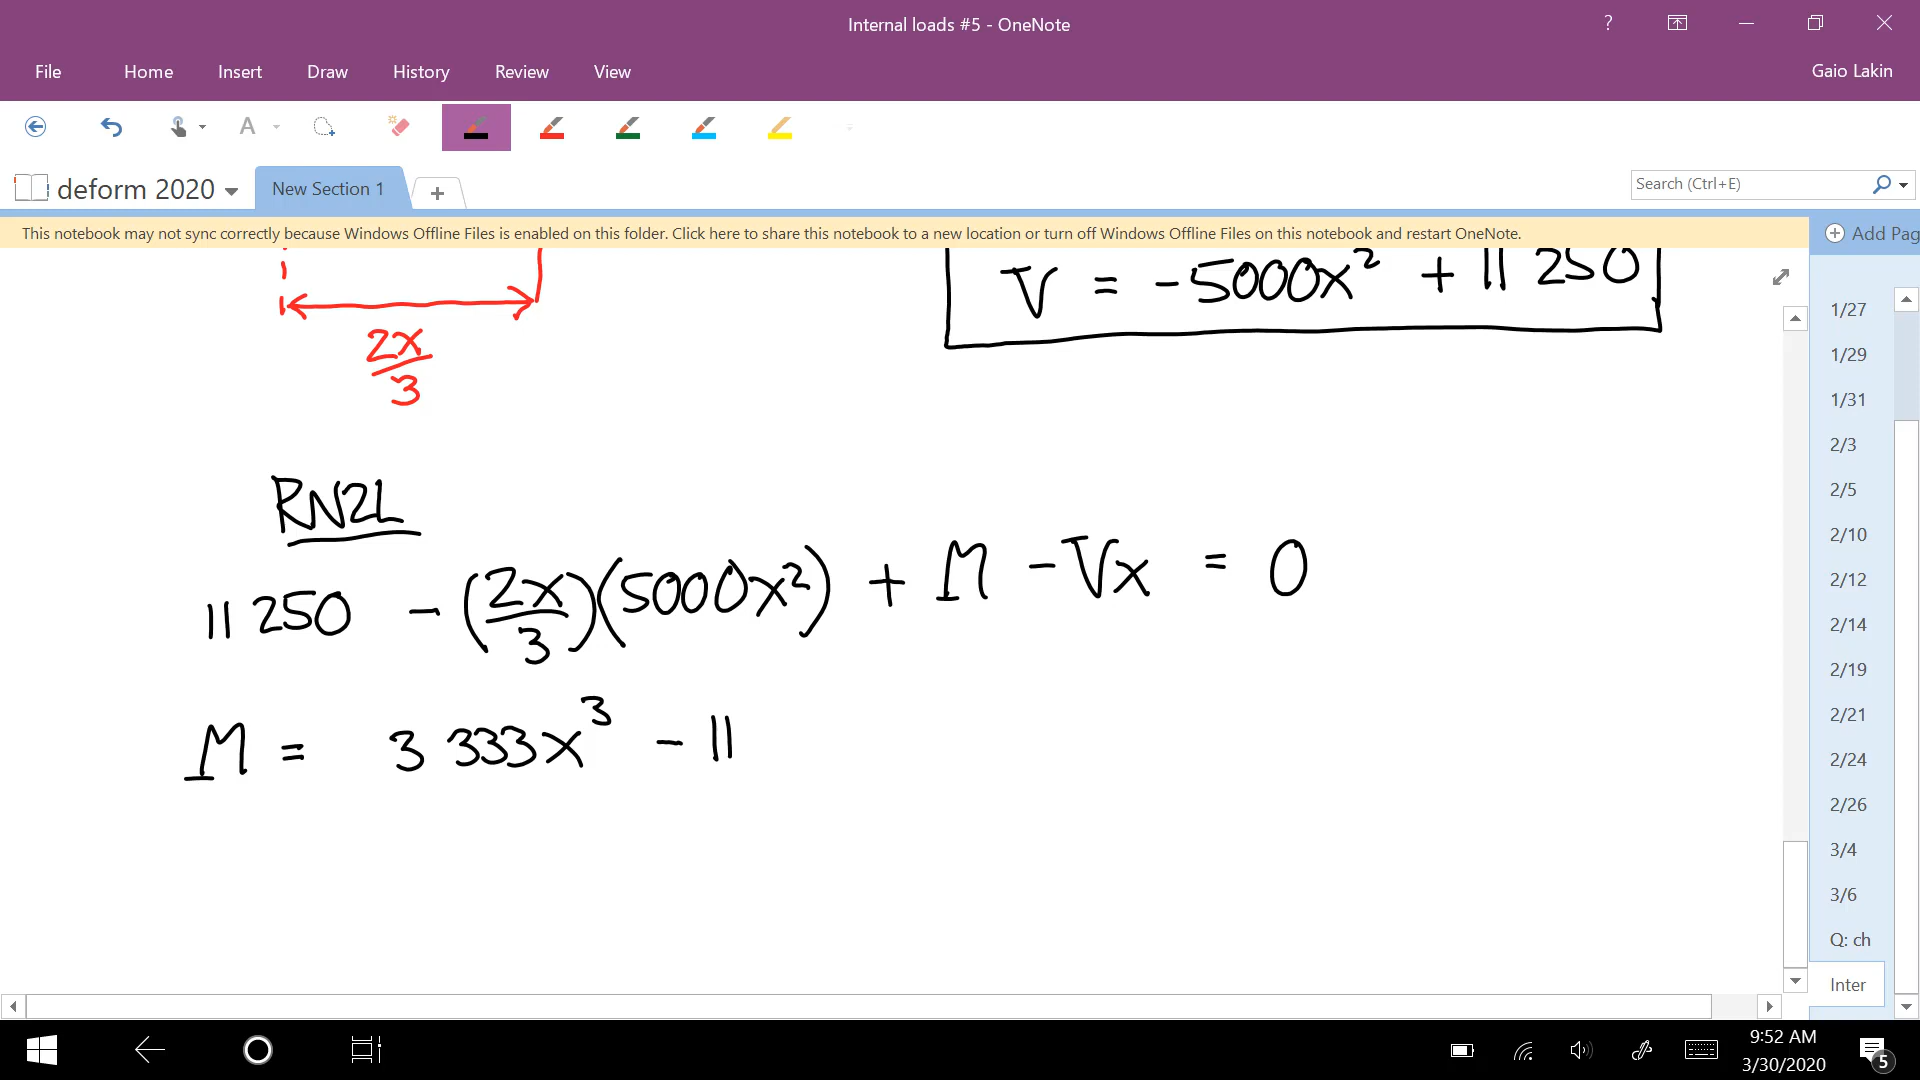 Internal loads #5 - OneNote
?
File Home Insert Draw History Review View
Gaio Lakin
A
deform 2020
New Section 1
+
Search (Ctrl+E)
This notebook may not sync correctly because Windows Offline Files is enabled on this folder. Click here to share this notebook to a new location or turn off Windows Offline Files on this notebook and restart OneNote.
Add Pag
V = -5000x² + 11 250
2x/3
RN2L
11 250 - (2x/3)(5000x²) + M - Vx = 0
M = 3 333x³ - 11
1/27
1/29
1/31
2/3
2/5
2/10
2/12
2/14
2/19
2/21
2/24
2/26
3/4
3/6
Q: ch
Inter
9:52 AM
3/30/2020
5